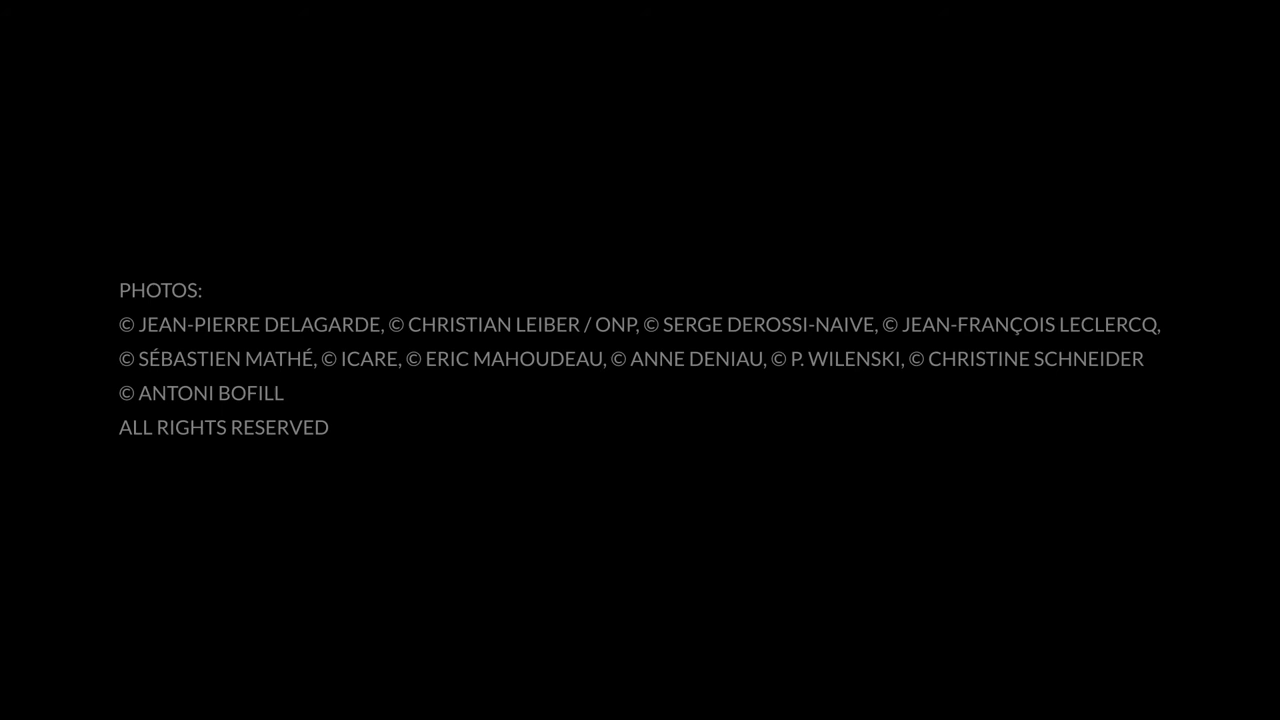 PHOTOS:
© JEAN-PIERRE DELAGARDE, © CHRISTIAN LEIBER / ONP, © SERGE DEROSSI-NAIVE, © JEAN-FRANÇOIS LECLERCQ,
© SÉBASTIEN MATHÉ, © ICARE, © ERIC MAHOUDEAU, © ANNE DENIAU, © P. WILENSKI, © CHRISTINE SCHNEIDER
© ANTONI BOFILL
ALL RIGHTS RESERVED